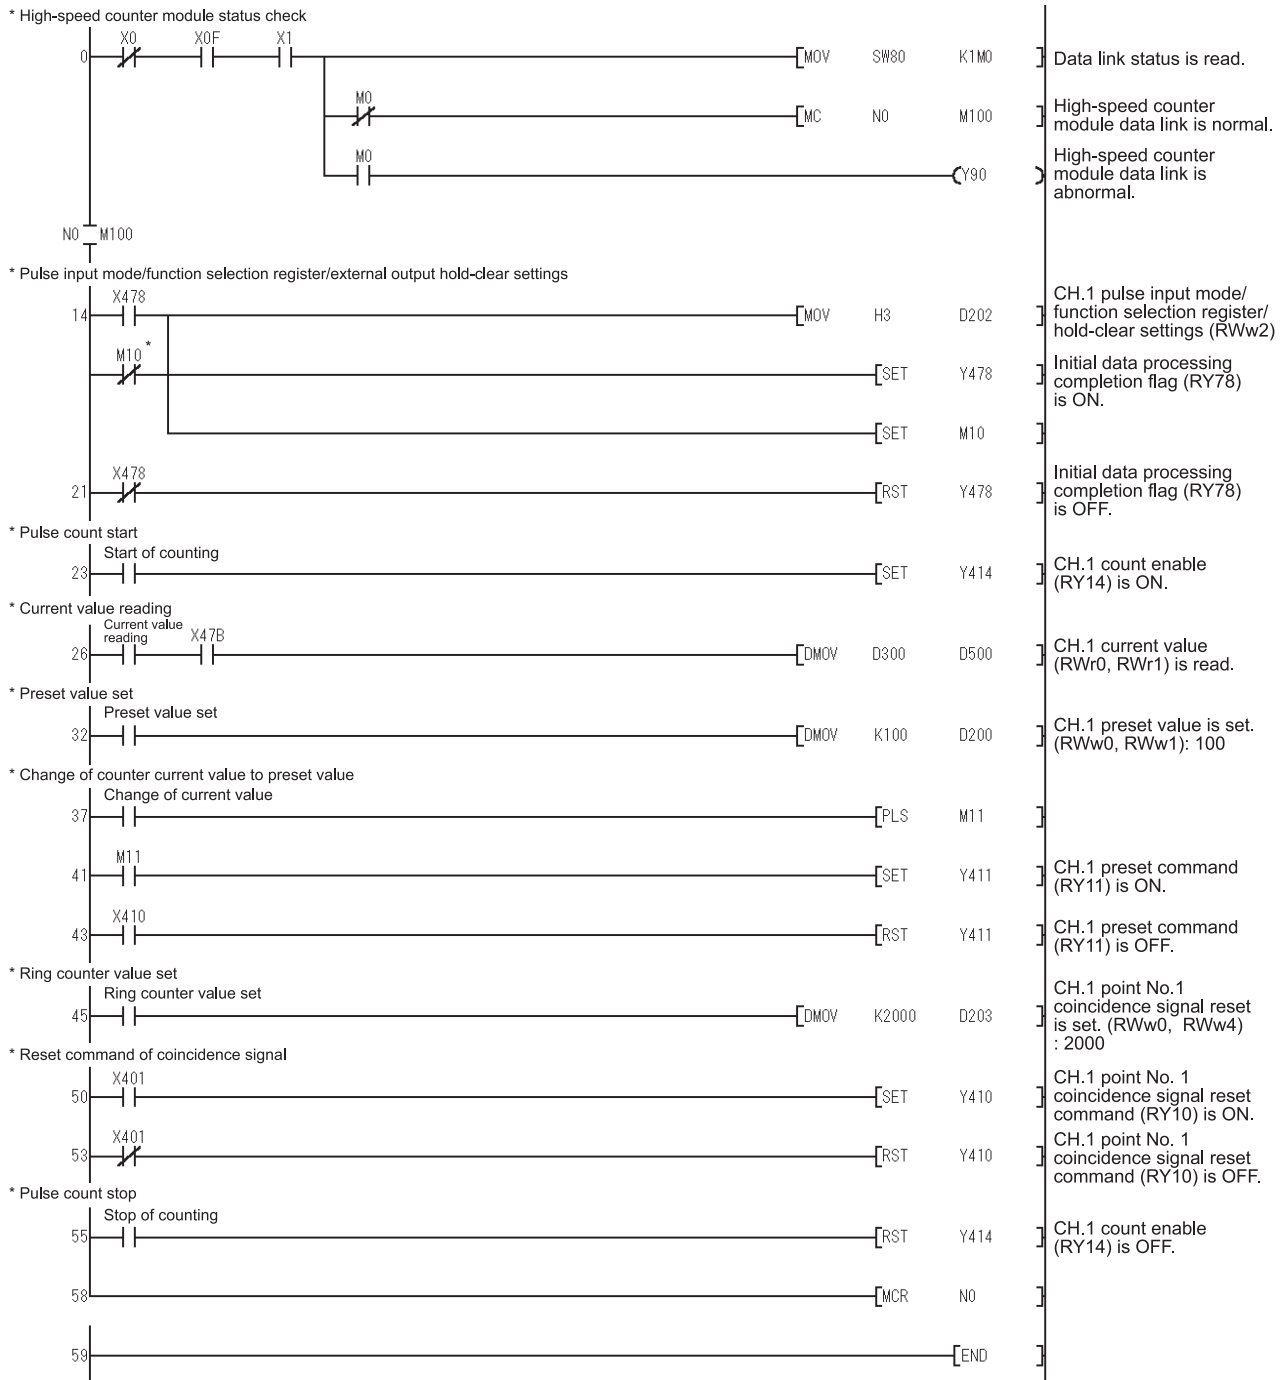 * High-speed counter module status check
X0 X0F X1
0 MOV SW80 K1M0 Data link status is read.
M0
MC N0 M100 High-speed counter
module data link is normal.
M0
Y90 High-speed counter
module data link is
abnormal.
N0 M100
* Pulse input mode/function selection register/external output hold-clear settings
X478
14 MOV H3 D202 CH.1 pulse input mode/
function selection register/
hold-clear settings (RWw2)
M10 *
SET Y478 Initial data processing
completion flag (RY78)
is ON.
SET M10
X478
21 RST Y478 Initial data processing
completion flag (RY78)
is OFF.
* Pulse count start
Start of counting
23 SET Y414 CH.1 count enable
(RY14) is ON.
* Current value reading
Current value
reading X47B
26 DMOV D300 D500 CH.1 current value
(RWr0, RWr1) is read.
* Preset value set
Preset value set
32 DMOV K100 D200 CH.1 preset value is set.
(RWw0, RWw1): 100
* Change of counter current value to preset value
Change of current value
37 PLS M11
M11
41 SET Y411 CH.1 preset command
(RY11) is ON.
X410
43 RST Y411 CH.1 preset command
(RY11) is OFF.
* Ring counter value set
Ring counter value set
45 DMOV K2000 D203 CH.1 point No.1
coincidence signal reset
is set. (RWw0, RWw4)
: 2000
* Reset command of coincidence signal
X401
50 SET Y410 CH.1 point No. 1
coincidence signal reset
command (RY10) is ON.
X401
53 RST Y410 CH.1 point No. 1
coincidence signal reset
command (RY10) is OFF.
* Pulse count stop
Stop of counting
55 RST Y414 CH.1 count enable
(RY14) is OFF.
58 MCR N0
59 END